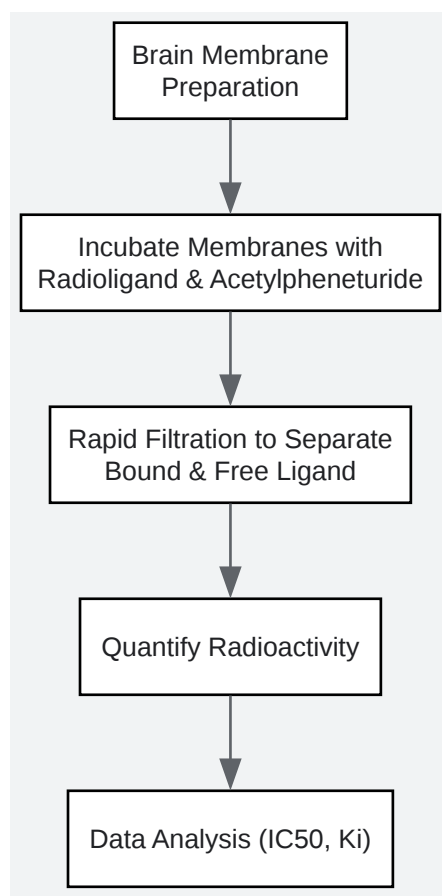 Brain Membrane
Preparation
Incubate Membranes with
Radioligand & Acetylpheneturide
Rapid Filtration to Separate
Bound & Free Ligand
Quantify Radioactivity
Data Analysis (IC50, Ki)